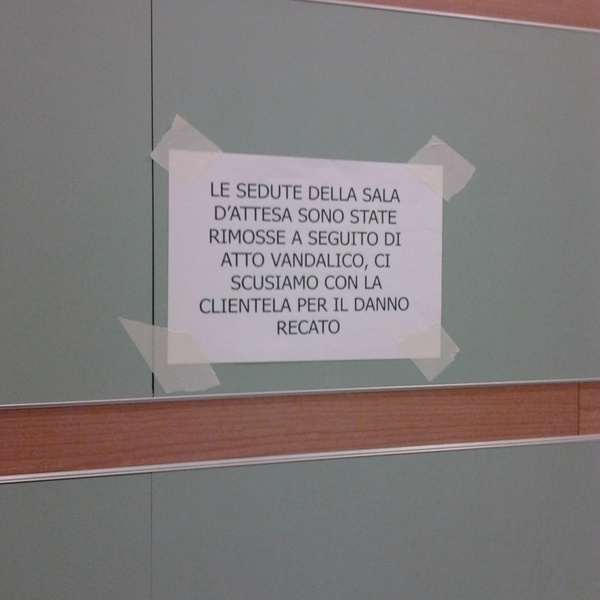 LE SEDUTE DELLA SALA
D'ATTESA SONO STATE
RIMOSSE A SEGUITO DI
ATTO VANDALICO, CI
SCUSIAMO CON LA
CLIENTELA PER IL DANNO
RECATO